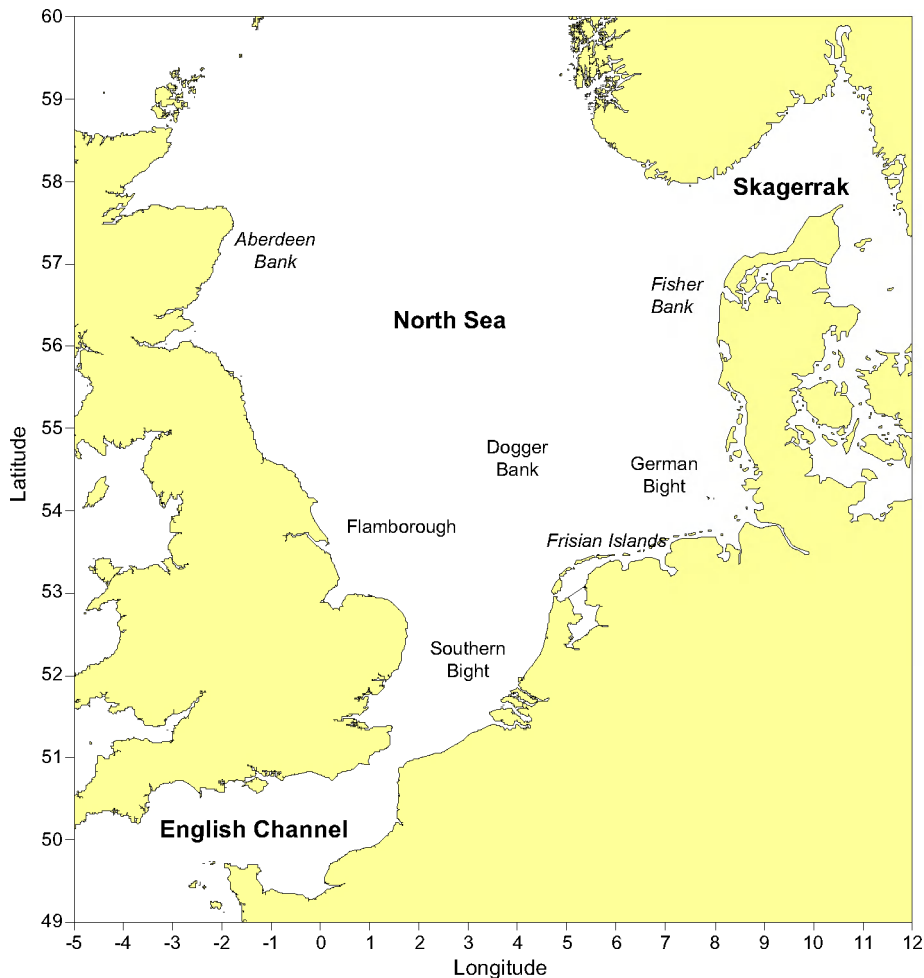 60
59
58
57
56
55
54
53
52
51
50
49
Latitude
Skagerrak
Aberdeen
Bank
Fisher
Bank
North Sea
Dogger
Bank
German
Bight
Flamborough
Frisian Islands
Southern
Bight
English Channel
-5 -4 -3 -2 -1 0 1 2 3 4 5 6 7 8 9 10 11 12
Longitude